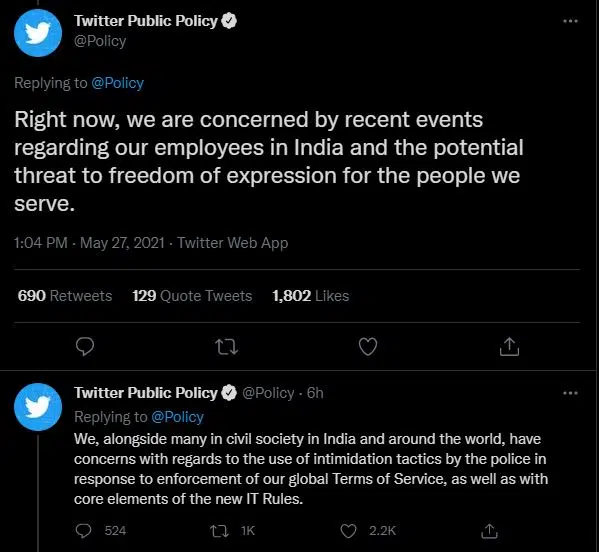 Twitter Public Policy
@Policy
Replying to @Policy
Right now, we are concerned by recent events
regarding our employees in India and the potential
threat to freedom of expression for the people we
serve.
1:04 PM · May 27, 2021 · Twitter Web App
690 Retweets 129 Quote Tweets 1,802 Likes
Twitter Public Policy @Policy · 6h
Replying to @Policy
We, alongside many in civil society in India and around the world, have
concerns with regards to the use of intimidation tactics by the police in
response to enforcement of our global Terms of Service, as well as with
core elements of the new IT Rules.
524 1K 2.2K